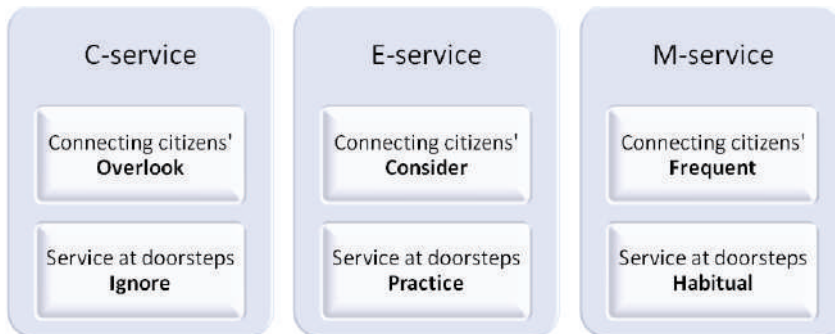 C-service
Connecting citizens'
Overlook
Service at doorsteps
Ignore
E-service
Connecting citizens'
Consider
Service at doorsteps
Practice
M-service
Connecting citizens'
Frequent
Service at doorsteps
Habitual